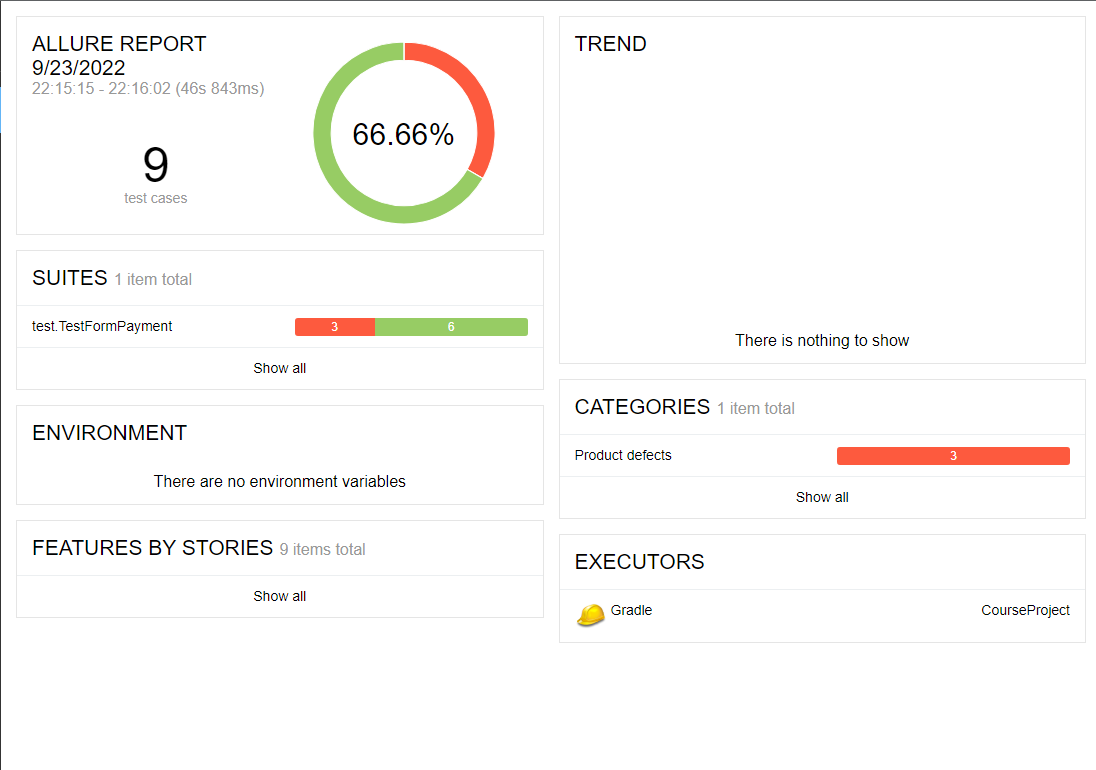 ALLURE REPORT
9/23/2022
22:15:15 - 22:16:02 (46s 843ms)
9
test cases
66.66%
SUITES 1 item total
test.TestFormPayment 3 6
Show all
ENVIRONMENT
There are no environment variables
FEATURES BY STORIES 9 items total
Show all
TREND
There is nothing to show
CATEGORIES 1 item total
Product defects 3
Show all
EXECUTORS
Gradle CourseProject